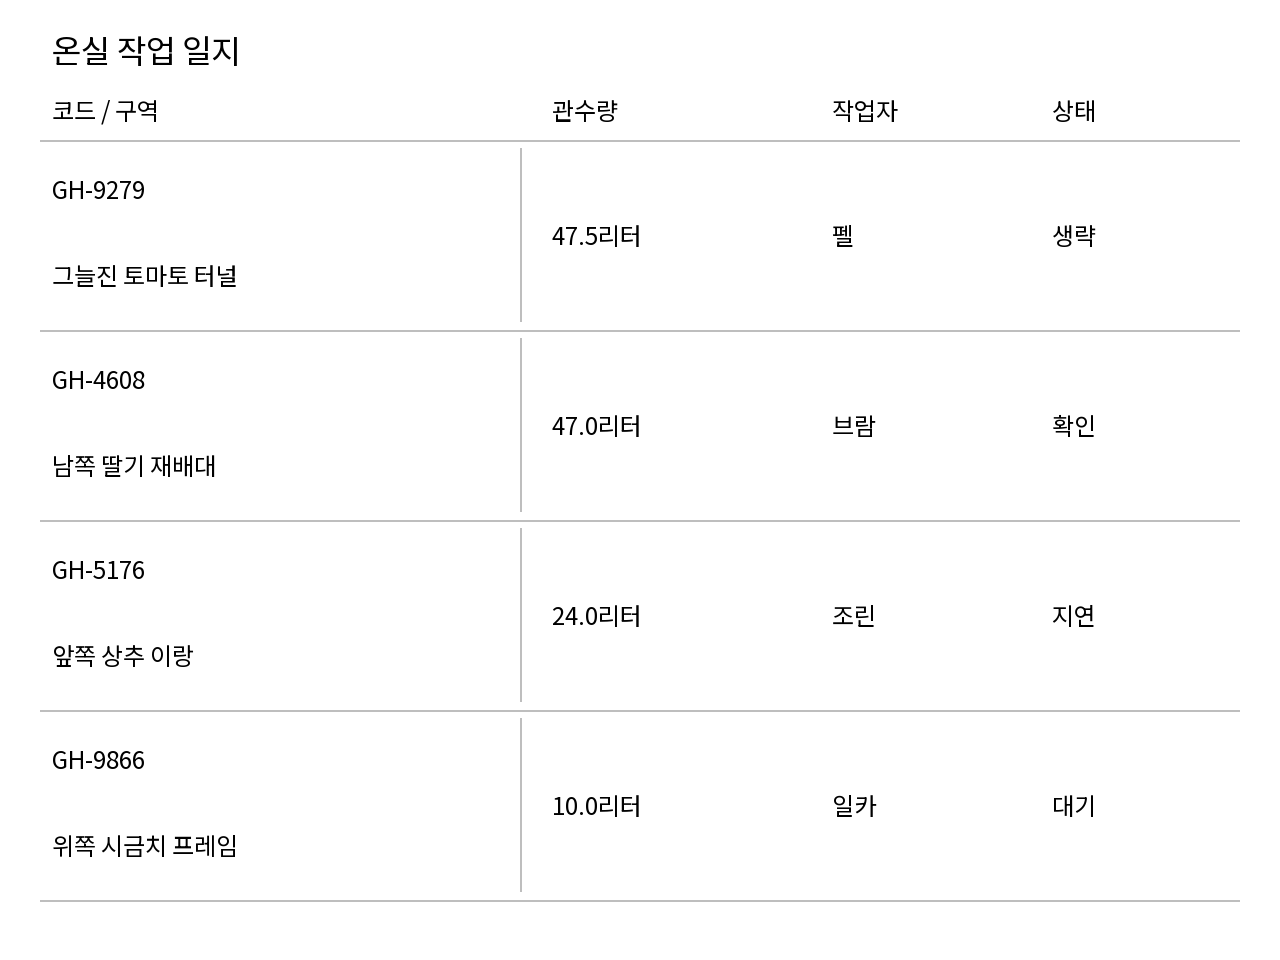 온실 작업 일지
코드 / 구역 관수량 작업자 상태
GH-9279
그늘진 토마토 터널
47.5리터 펠 생략
GH-4608
남쪽 딸기 재배대
47.0리터 브람 확인
GH-5176
앞쪽 상추 이랑
24.0리터 조린 지연
GH-9866
위쪽 시금치 프레임
10.0리터 일카 대기